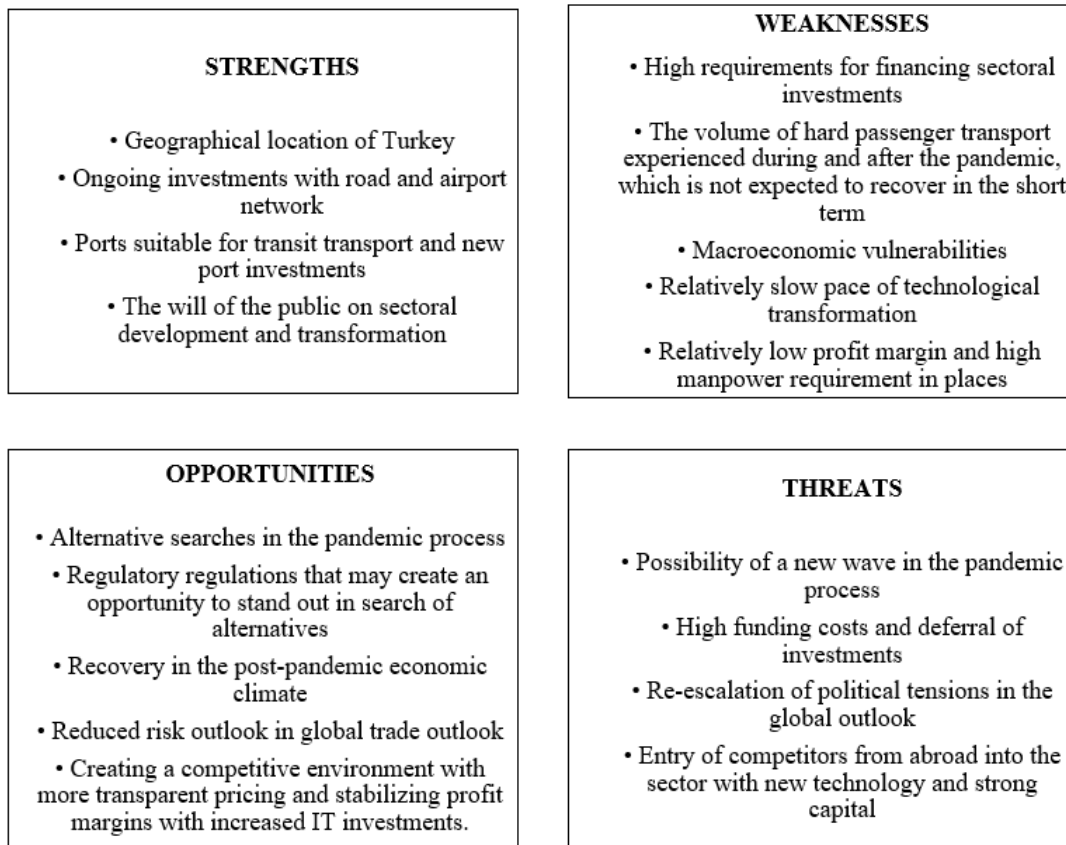 STRENGTHS
• Geographical location of Turkey
• Ongoing investments with road and airport
network
• Ports suitable for transit transport and new
port investments
• The will of the public on sectoral
development and transformation
WEAKNESSES
• High requirements for financing sectoral
investments
• The volume of hard passenger transport
experienced during and after the pandemic,
which is not expected to recover in the short
term
• Macroeconomic vulnerabilities
• Relatively slow pace of technological
transformation
• Relatively low profit margin and high
manpower requirement in places
OPPORTUNITIES
• Alternative searches in the pandemic process
• Regulatory regulations that may create an
opportunity to stand out in search of
alternatives
• Recovery in the post-pandemic economic
climate
• Reduced risk outlook in global trade outlook
• Creating a competitive environment with
more transparent pricing and stabilizing profit
margins with increased IT investments.
THREATS
• Possibility of a new wave in the pandemic
process
• High funding costs and deferral of
investments
• Re-escalation of political tensions in the
global outlook
• Entry of competitors from abroad into the
sector with new technology and strong
capital